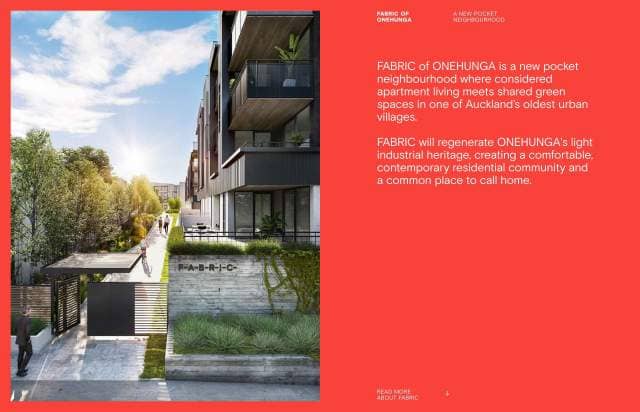 FABRIC OF
ONEHUNGA
A NEW POCKET
NEIGHBOURHOOD
FABRIC of ONEHUNGA is a new pocket
neighbourhood where considered
apartment living meets shared green
spaces in one of Auckland's oldest urban
villages.
FABRIC will regenerate ONEHUNGA's light
industrial heritage, creating a comfortable,
contemporary residential community and
a common place to call home.
F-A-B-R-I-C-
READ MORE
ABOUT FABRIC